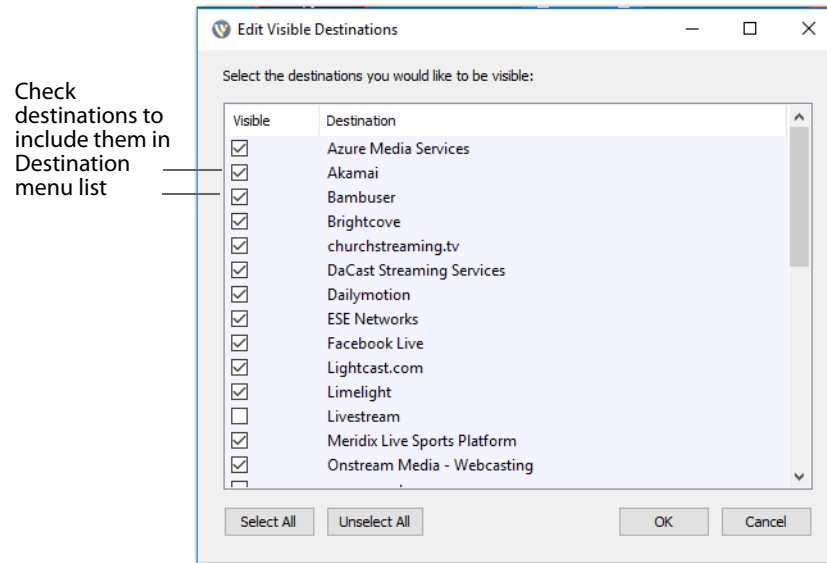 Edit Visible Destinations
Select the destinations you would like to be visible:
Check
destinations to
include them in
Destination
menu list
Visible Destination
Azure Media Services
Akamai
Bambuser
Brightcove
churchstreaming.tv
DaCast Streaming Services
Dailymotion
ESE Networks
Facebook Live
Lightcast.com
Limelight
Livestream
Meridix Live Sports Platform
Onstream Media - Webcasting
Select All Unselect All OK Cancel